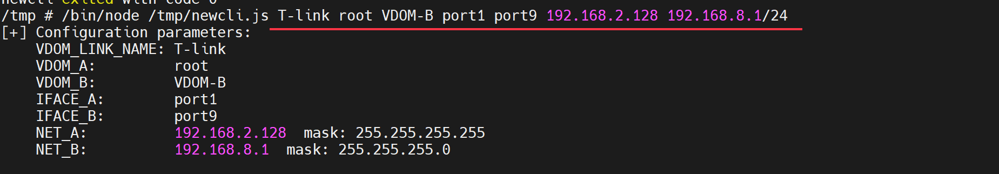 newcli exited with code 0
/tmp # /bin/node /tmp/newcli.js T-link root VDOM-B port1 port9 192.168.2.128 192.168.8.1/24
[+] Configuration parameters:
    VDOM_LINK_NAME: T-link
    VDOM_A:         root
    VDOM_B:         VDOM-B
    IFACE_A:        port1
    IFACE_B:        port9
    NET_A:          192.168.2.128  mask: 255.255.255.255
    NET_B:          192.168.8.1  mask: 255.255.255.0